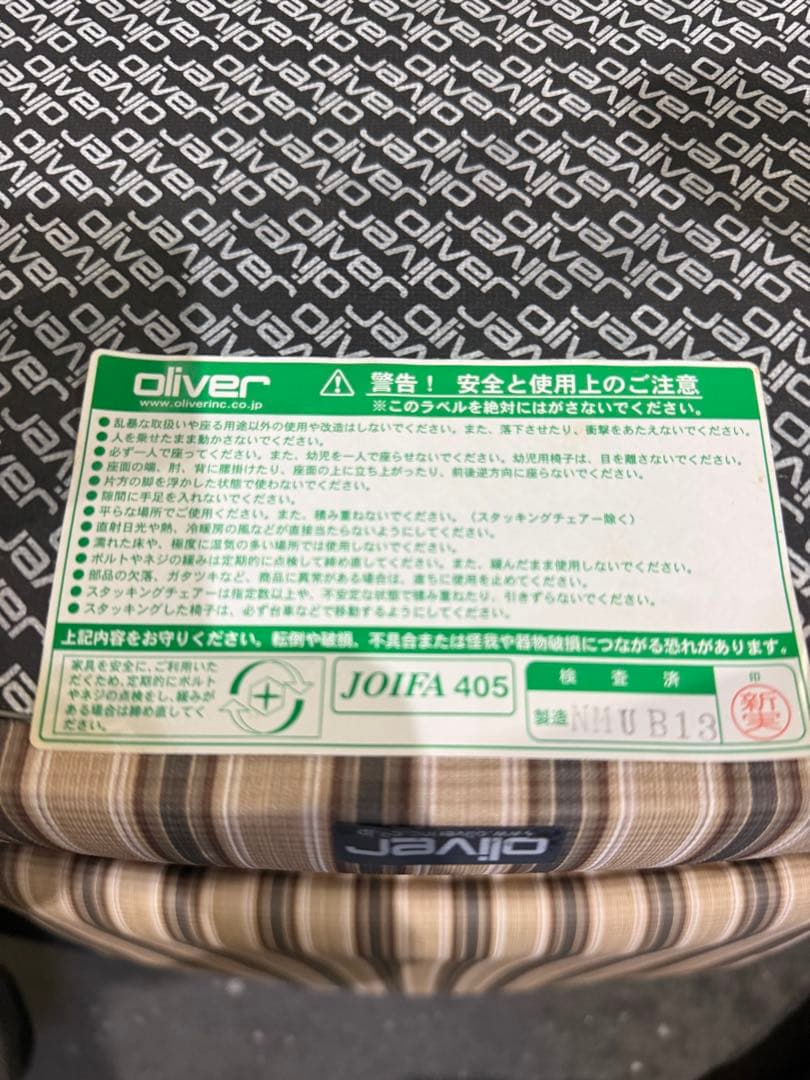 oliver
www.oliverinc.co.jp
警告！ 安全と使用上のご注意
※このラベルを絶対にはがさないでください。
●乱暴な取扱いや座る用途以外の使用や改造はしないでください。また、落下させたり、衝撃をあたえないでください。
●人を乗せたまま動かさないでください。
●必ず一人で座ってください。また、幼児を一人で座らせないでください。幼児用椅子は、目を離さないでください。
●座面の端、肘、背に腰掛けたり、座面の上に立ち上がったり、前後逆方向に座らないでください。
●片方の脚を浮かした状態で使わないでください。
●隙間に手足を入れないでください。
●平らな場所でご使用ください。また、積み重ねないでください。（スタッキングチェアー除く）
●直射日光や熱、冷暖房の風などが直接当たらないようにしてください。
●濡れた床や、極度に湿気の多い場所では使用しないでください。
●ボルトやネジの緩みは定期的に点検して締め直してください。また、緩んだまま使用しないでください。
●部品の欠落、ガタツキなど、商品に異常がある場合は、直ちに使用を止めてください。
●スタッキングチェアーは指定数以上や、不安定な状態で積み重ねたり、引きずらないでください。
●スタッキングした椅子は、必ず台車などで移動するようにしてください。
上記内容をお守りください。転倒や破損、不具合または怪我や器物破損につながる恐れがあります。
家具を安全に、ご利用いた
だくため、定期的にボルト
やネジの点検をし、緩みが
ある場合は締め直してく
ださい。
JOIFA 405
検査済
印
製造 NMU B13
新実
oliver
www.oliverinc.co.jp